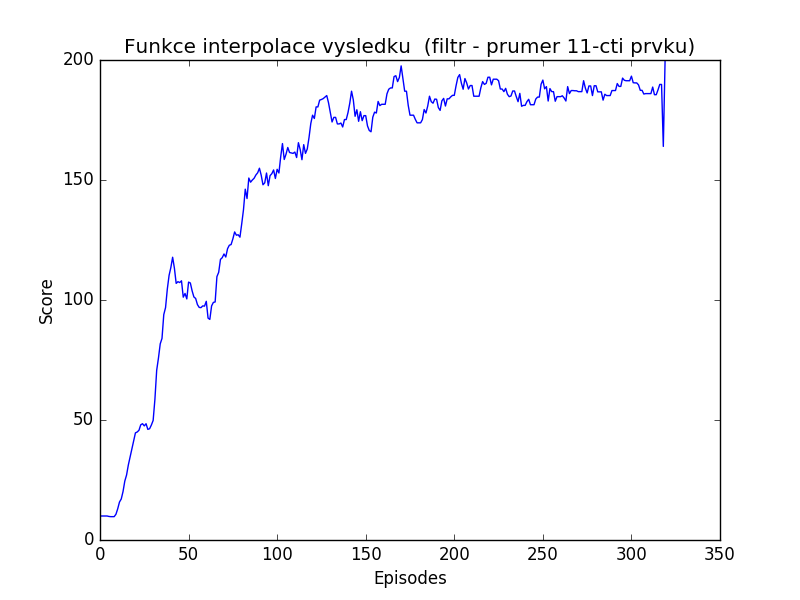 Funkce interpolace vysledku (filtr - prumer 11-cti prvku)
200
150
100
50
0
Score
0 50 100 150 200 250 300 350
Episodes